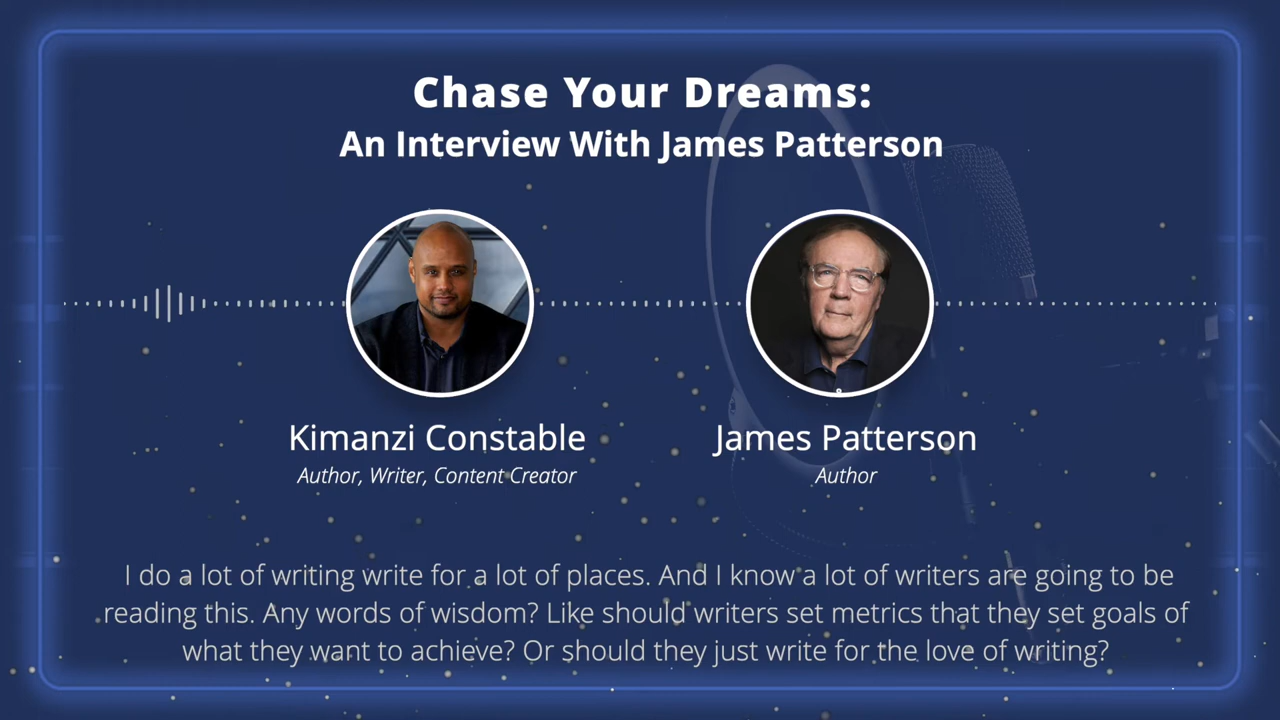 Chase Your Dreams:
An Interview With James Patterson
Kimanzi Constable
Author, Writer, Content Creator
James Patterson
Author
I do a lot of writing write for a lot of places. And I know a lot of writers are going to be
reading this. Any words of wisdom? Like should writers set metrics that they set goals of
what they want to achieve? Or should they just write for the love of writing?